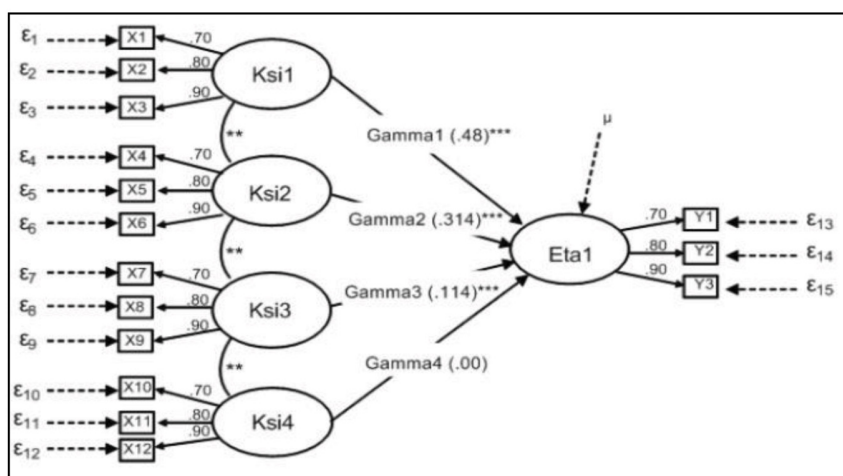 ε1 X1 .70
ε2 X2 .80 Ksi1
ε3 X3 .90
** Gamma1 (.48)*** μ
ε4 X4 .70
ε5 X5 .80 Ksi2
ε6 X6 .90
Gamma2 (.314)*** .70 Y1 ε13
** Eta1 .80 Y2 ε14
ε7 X7 .70 Gamma3 (.114)*** .90 Y3 ε15
ε8 X8 .80 Ksi3
ε9 X9 .90
** Gamma4 (.00)
ε10 X10 .70
ε11 X11 .80 Ksi4
ε12 X12 .90